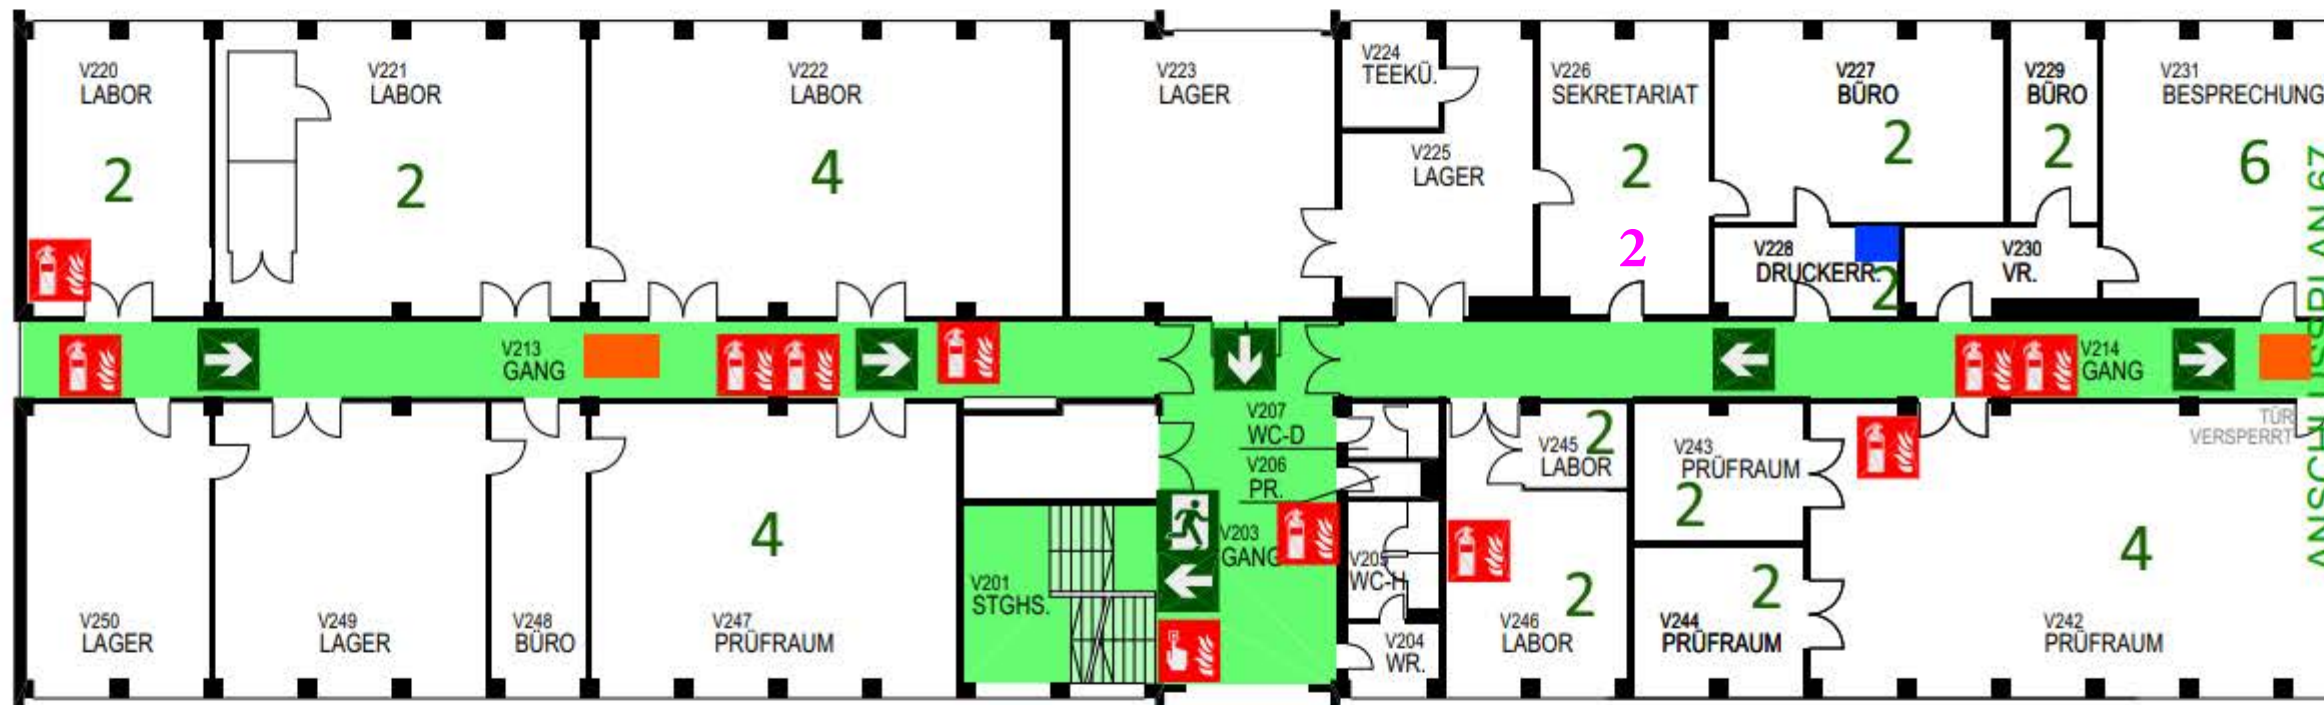 V220
LABOR
2
V221
LABOR
2
V222
LABOR
4
V223
LAGER
V224
TEEKÜ.
V225
LAGER
V226
SEKRETARIAT
2
2
V227
BÜRO
2
V228
DRUCKERR.
2
V229
BÜRO
2
V230
VR.
V231
BESPRECHUNG
6
V213
GANG
V214
GANG
V250
LAGER
V249
LAGER
V248
BÜRO
V247
PRÜFRAUM
4
V201
STGHS.
V207
WC-D
V206
PR.
V203
GANG
V205
WC-H
V204
WR.
V245
LABOR
2
V246
LABOR
2
V243
PRÜFRAUM
2
V244
PRÜFRAUM
2
V242
PRÜFRAUM
4
TÜR
VERSPERRT